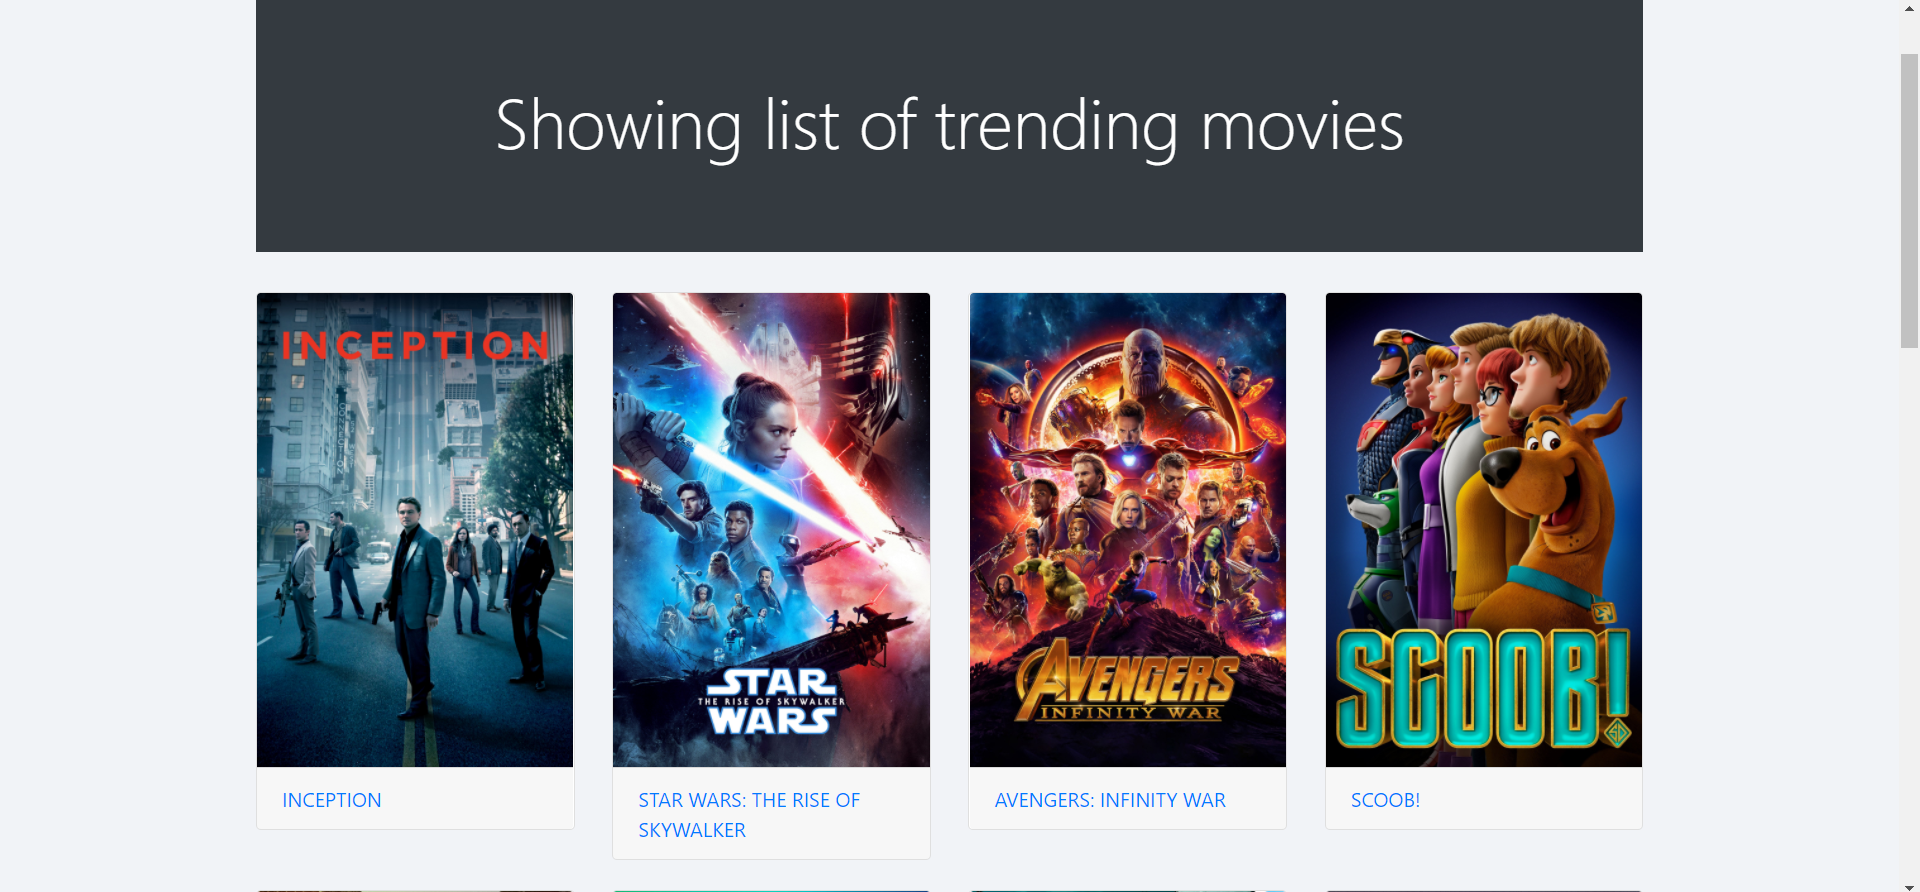 Showing list of trending movies
INCEPTION
STAR
THE RISE OF SKYWALKER
WARS
AVENGERS
INFINITY WAR
SCOOB!
SD
INCEPTION
STAR WARS: THE RISE OF
SKYWALKER
AVENGERS: INFINITY WAR
SCOOB!